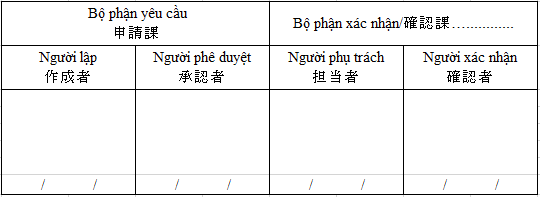 Bộ phận yêu cầu
申請課
Bộ phận xác nhận/確認課…..............
Người lập
作成者
Người phê duyệt
承認者
Người phụ trách
担当者
Người xác nhận
確認者
/ / / / / / / /